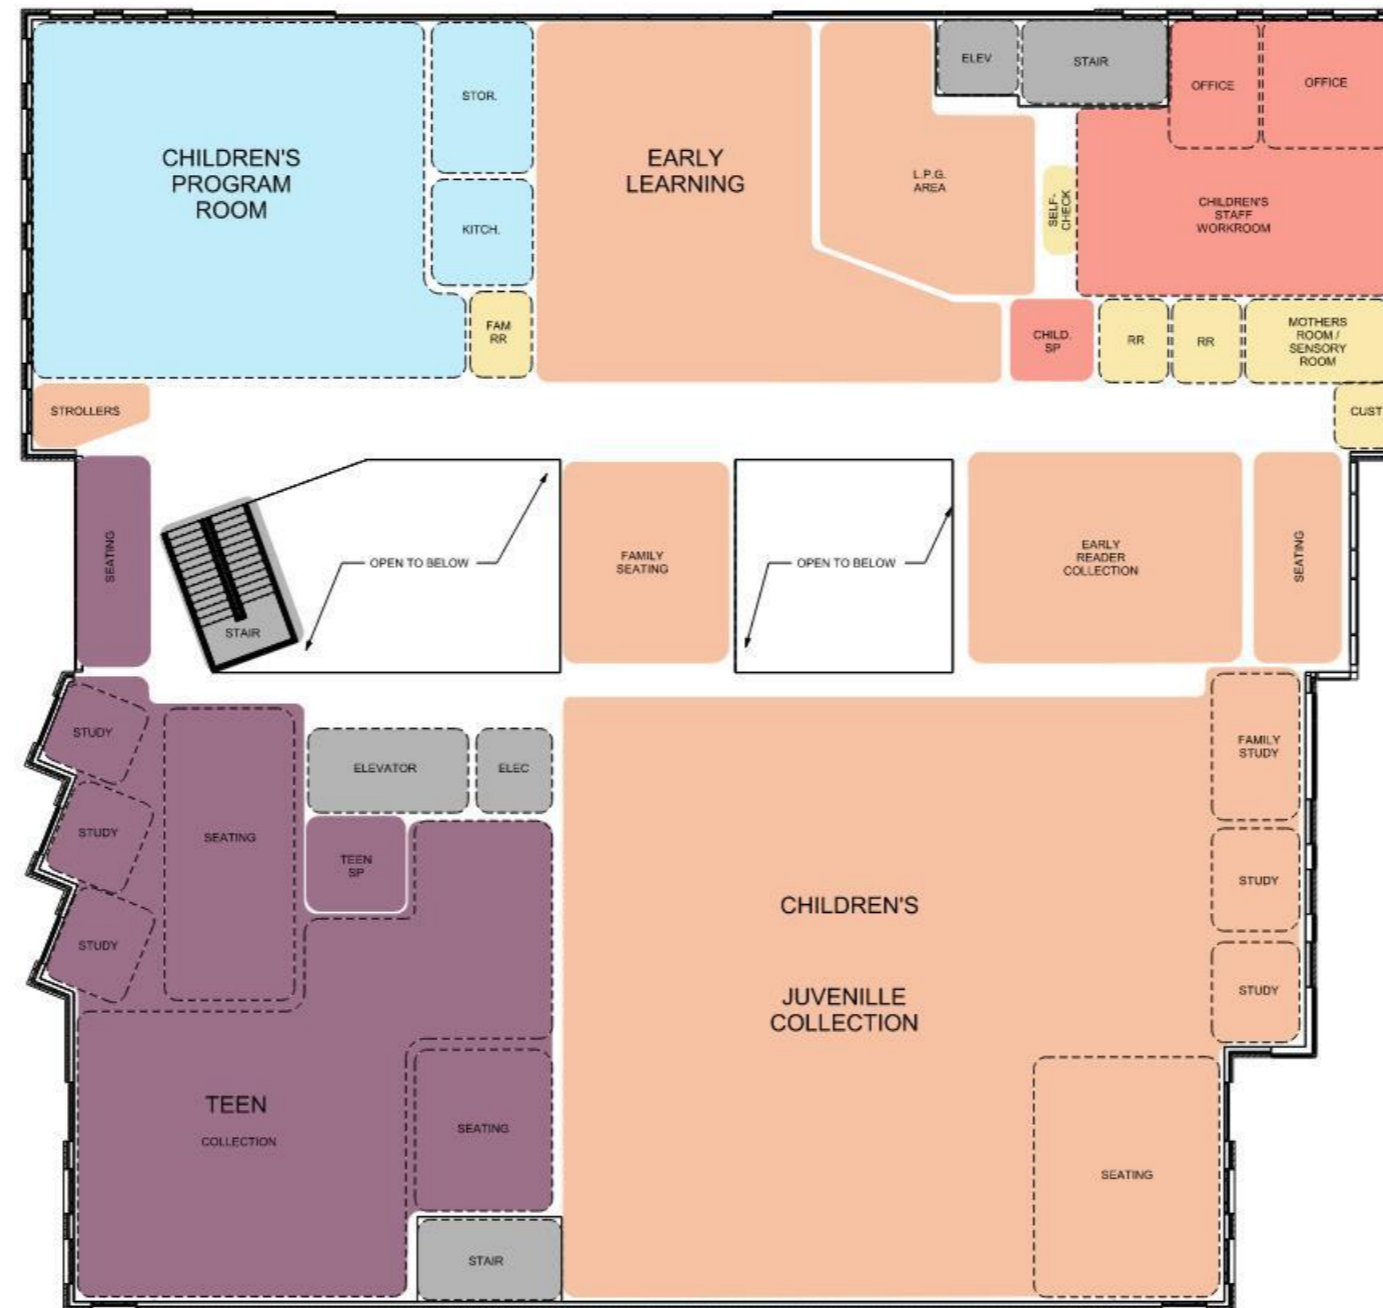 CHILDREN'S
PROGRAM
ROOM
STOR.
KITCH.
FAM
RR
EARLY
LEARNING
L.P.G.
AREA
ELEV
STAIR
OFFICE
OFFICE
SELF-
CHECK
CHILDREN'S
STAFF
WORKROOM
CHILD.
SP
RR
RR
MOTHERS
ROOM /
SENSORY
ROOM
CUST
STROLLERS
SEATING
STAIR
OPEN TO BELOW
FAMILY
SEATING
OPEN TO BELOW
EARLY
READER
COLLECTION
SEATING
STUDY
STUDY
STUDY
SEATING
ELEVATOR
ELEC
TEEN
SP
FAMILY
STUDY
STUDY
STUDY
CHILDREN'S
JUVENILLE
COLLECTION
TEEN
COLLECTION
SEATING
SEATING
STAIR